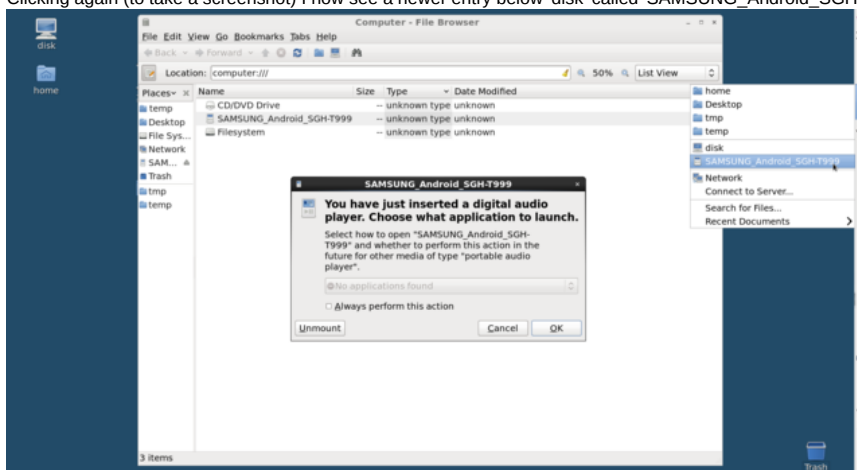 Clicking again (to take a screenshot) I now see a newer entry below 'disk' called 'SAMSUNG_Android_SGH
Computer - File Browser
File Edit View Go Bookmarks Tabs Help
Back Forward
Location: computer:/// 50% List View
Places Name Size Type Date Modified
temp
Desktop
File Sys...
Network
SAM...
Trash
tmp
temp
CD/DVD Drive -- unknown type unknown
SAMSUNG_Android_SGH-T999 -- unknown type unknown
Filesystem -- unknown type unknown
disk
home
home
Desktop
tmp
temp
disk
SAMSUNG_Android_SGH-T999
Network
Connect to Server...
Search for Files...
Recent Documents
SAMSUNG_Android_SGH-T999
You have just inserted a digital audio
player. Choose what application to launch.
Select how to open "SAMSUNG_Android_SGH-
T999" and whether to perform this action in the
future for other media of type "portable audio
player".
No applications found
Always perform this action
Unmount Cancel OK
3 items
Trash